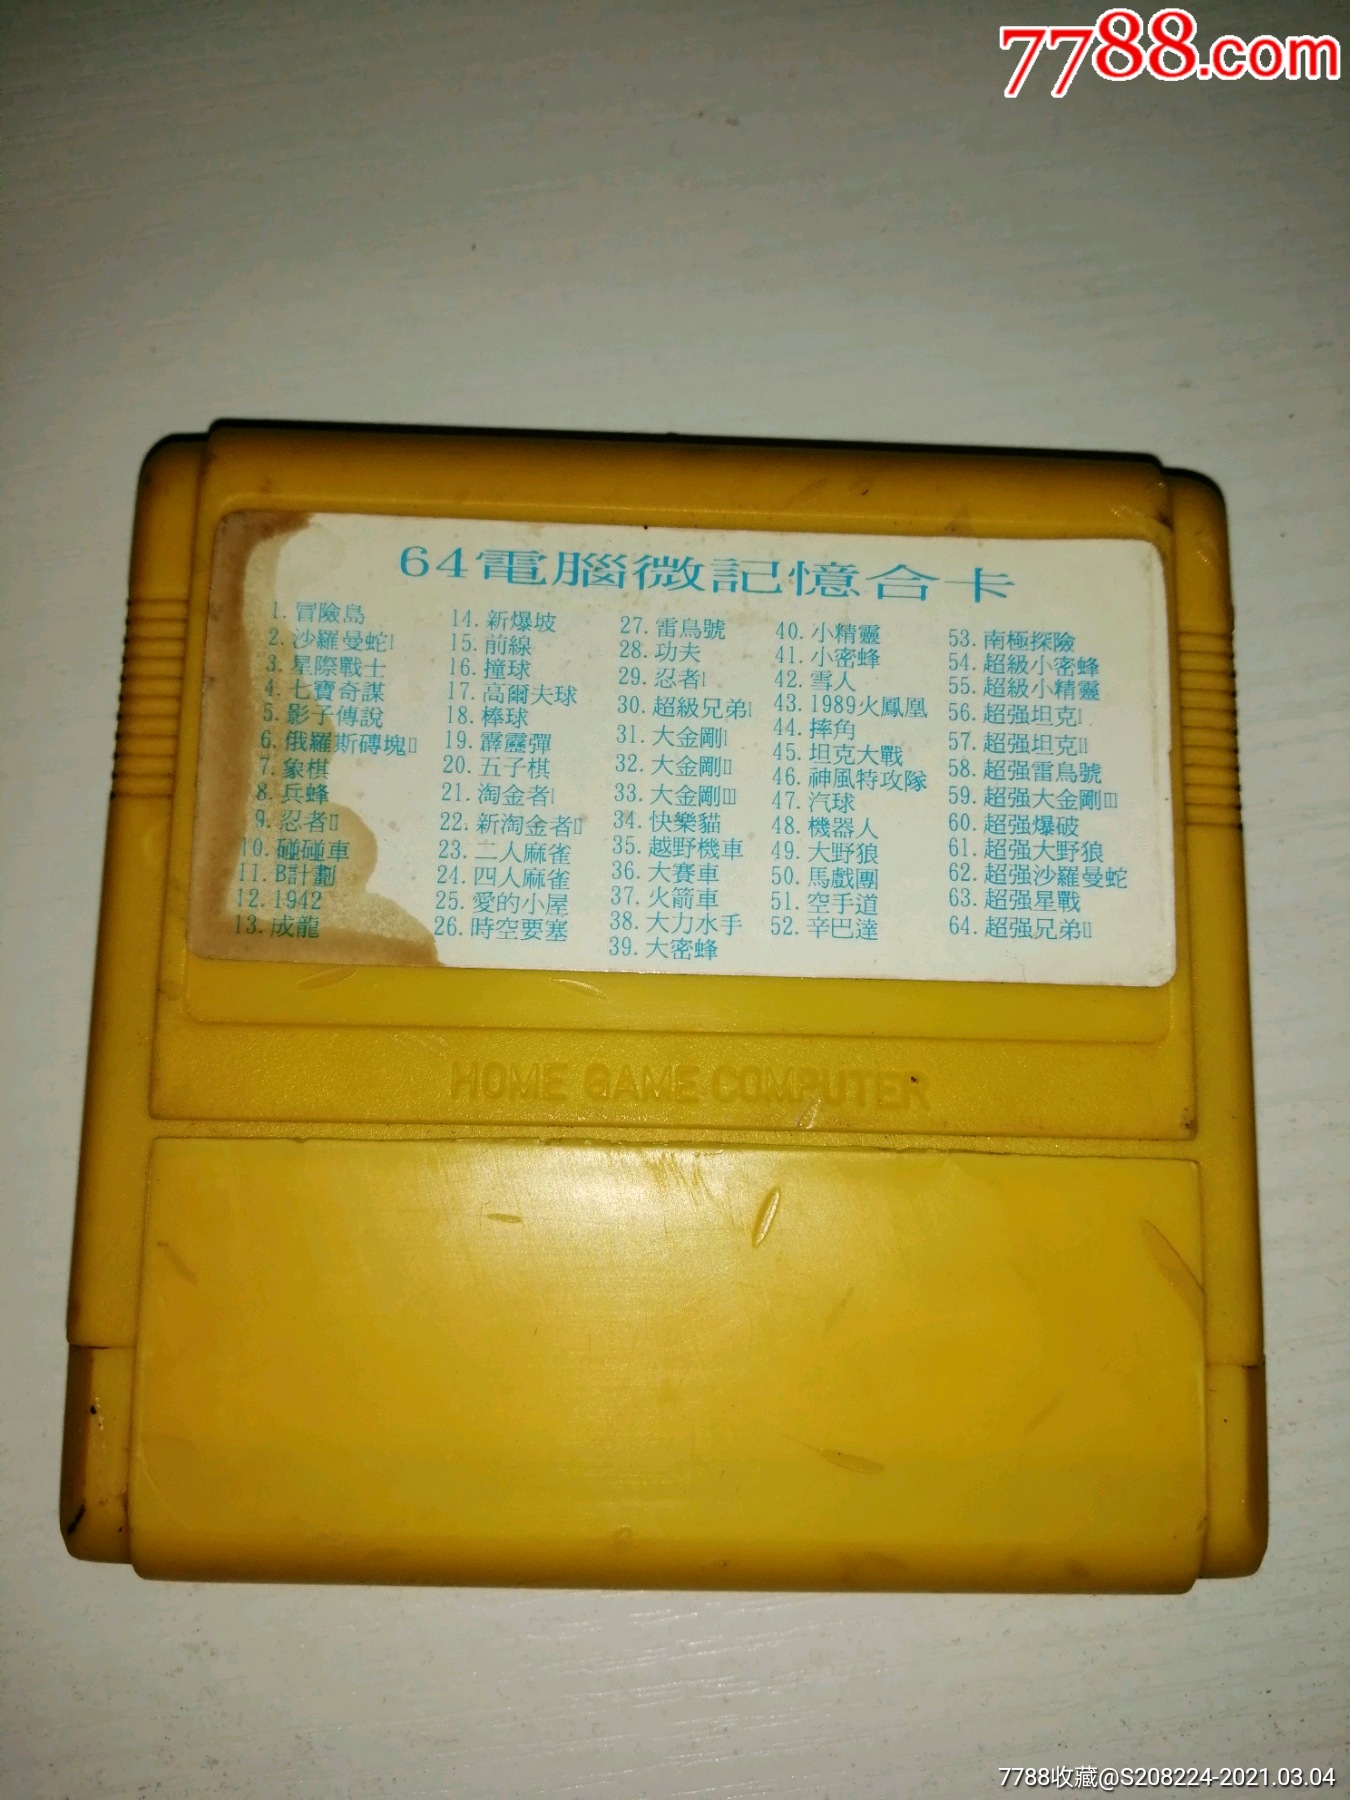 7788.com
64電腦微記憶合卡
1. 冒險島
2. 沙羅曼蛇Ⅰ
3. 星際戰士
4. 七寶奇謀
5. 影子傳說
6. 俄羅斯磚塊Ⅱ
7. 象棋
8. 兵蜂
9. 忍者Ⅱ
10. 碰碰車
11. B計劃
12. 1942
13. 成龍
14. 新爆坡
15. 前線
16. 撞球
17. 高爾夫球
18. 棒球
19. 霹靂彈
20. 五子棋
21. 淘金者Ⅰ
22. 新淘金者Ⅱ
23. 二人麻雀
24. 四人麻雀
25. 愛的小屋
26. 時空要塞
27. 雷鳥號
28. 功夫
29. 忍者Ⅰ
30. 超級兄弟Ⅰ
31. 大金剛Ⅰ
32. 大金剛Ⅱ
33. 大金剛Ⅲ
34. 快樂貓
35. 越野機車
36. 大賽車
37. 火箭車
38. 大力水手
39. 大密蜂
40. 小精靈
41. 小密蜂
42. 雪人
43. 1989火鳳凰
44. 摔角
45. 坦克大戰
46. 神風特攻隊
47. 汽球
48. 機器人
49. 大野狼
50. 馬戲團
51. 空手道
52. 辛巴達
53. 南極探險
54. 超級小密蜂
55. 超級小精靈
56. 超强坦克Ⅰ
57. 超强坦克Ⅱ
58. 超强雷鳥號
59. 超强大金剛Ⅲ
60. 超强爆破
61. 超强大野狼
62. 超强沙羅曼蛇
63. 超强星戰
64. 超强兄弟Ⅱ
HOME GAME COMPUTER
7788收藏@S208224-2021.03.04